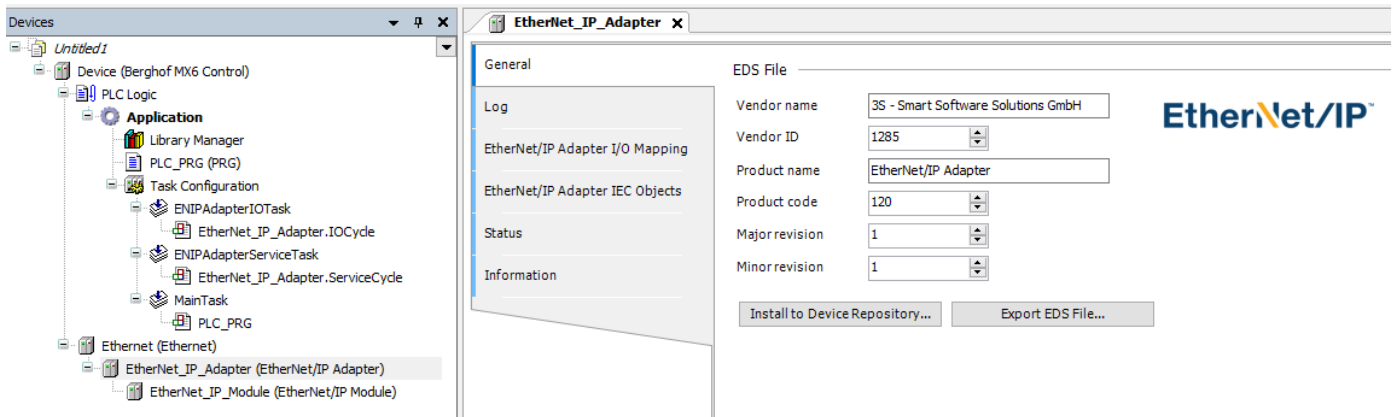 Devices
Untitled1
Device (Berghof MX6 Control)
PLC Logic
Application
Library Manager
PLC_PRG (PRG)
Task Configuration
ENIPAdapterIOTask
EtherNet_IP_Adapter.IOCycle
ENIPAdapterServiceTask
EtherNet_IP_Adapter.ServiceCycle
MainTask
PLC_PRG
Ethernet (Ethernet)
EtherNet_IP_Adapter (EtherNet/IP Adapter)
EtherNet_IP_Module (EtherNet/IP Module)
EtherNet_IP_Adapter
General
Log
EtherNet/IP Adapter I/O Mapping
EtherNet/IP Adapter IEC Objects
Status
Information
EDS File
Vendor name 3S - Smart Software Solutions GmbH
Vendor ID 1285
Product name EtherNet/IP Adapter
Product code 120
Major revision 1
Minor revision 1
Install to Device Repository... Export EDS File...
EtherNet/IP™